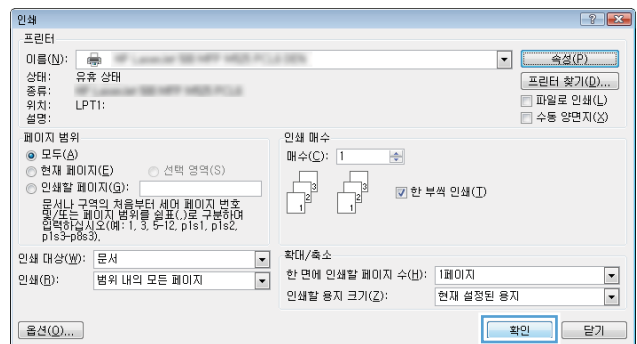 인쇄
프린터
이름(N):
속성(P)
상태: 유휴 상태
프린터 찾기(D)...
종류:
위치: LPT1:
파일로 인쇄(L)
설명:
수동 양면지(X)
페이지 범위
모두(A)
현재 페이지(E) 선택 영역(S)
인쇄할 페이지(G):
문서나 구역의 처음부터 세어 페이지 번호
및/또는 페이지 범위를 쉼표(,)로 구분하여
입력하십시오(예: 1, 3, 5-12, p1s1, p1s2,
p1s3-p8s3).
인쇄 매수
매수(C): 1
1 2 3 1 2 3
한 부씩 인쇄(T)
인쇄 대상(W): 문서
인쇄(R): 범위 내의 모든 페이지
확대/축소
한 면에 인쇄할 페이지 수(H): 1페이지
인쇄할 용지 크기(Z): 현재 설정된 용지
옵션(O)...
확인 닫기